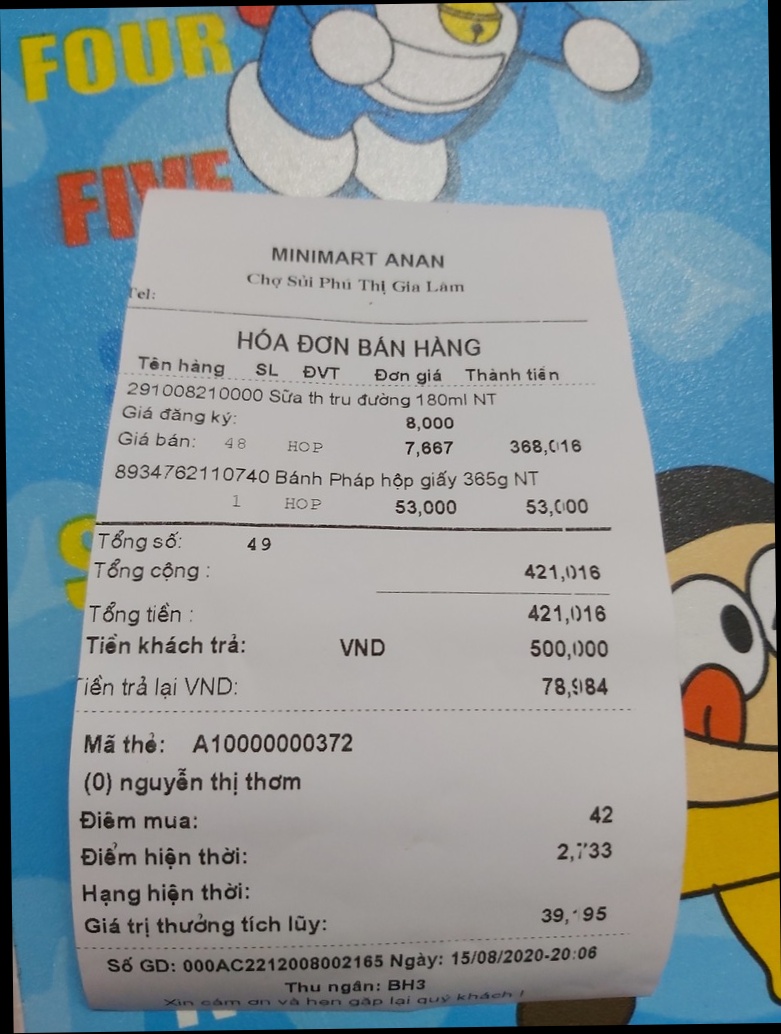 FOUR
FIVE
MINIMART ANAN
Chợ Sủi Phú Thị Gia Lâm
Tel:
HÓA ĐƠN BÁN HÀNG
Tên hàng SL ĐVT Đơn giá Thành tiền
291008210000 Sữa th tru đường 180ml NT
Giá đăng ký: 8,000
Giá bán: 48 HOP 7,667 368,016
8934762110740 Bánh Pháp hộp giấy 365g NT
1 HOP 53,000 53,000
Tổng số: 49
Tổng cộng : 421,016
Tổng tiền : 421,016
Tiền khách trả: VND 500,000
Tiền trả lại VND: 78,984
Mã thẻ: A10000000372
(0) nguyễn thị thơm
Điểm mua: 42
Điểm hiện thời: 2,733
Hạng hiện thời:
Giá trị thưởng tích lũy:
Số GD: 000AC2212008002165 Ngày: 15/08/2020-20:06
Thu ngân: BH3
Xin cảm ơn và hẹn gặp lại quý khách !